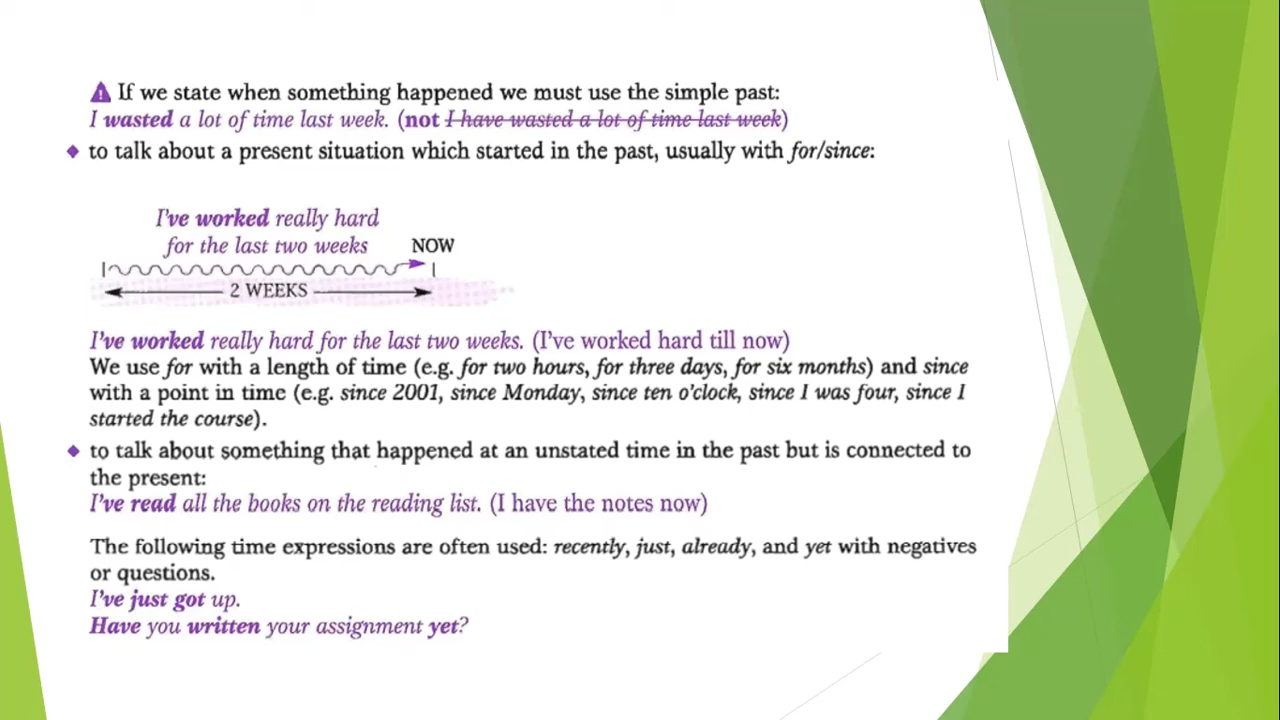 If we state when something happened we must use the simple past:
I wasted a lot of time last week. (not I have wasted a lot of time last week)
to talk about a present situation which started in the past, usually with for/since:
I've worked really hard
for the last two weeks
NOW
2 WEEKS
I've worked really hard for the last two weeks. (I've worked hard till now)
We use for with a length of time (e.g. for two hours, for three days, for six months) and since
with a point in time (e.g. since 2001, since Monday, since ten o'clock, since I was four, since I
started the course).
to talk about something that happened at an unstated time in the past but is connected to
the present:
I've read all the books on the reading list. (I have the notes now)
The following time expressions are often used: recently, just, already, and yet with negatives
or questions.
I've just got up.
Have you written your assignment yet?